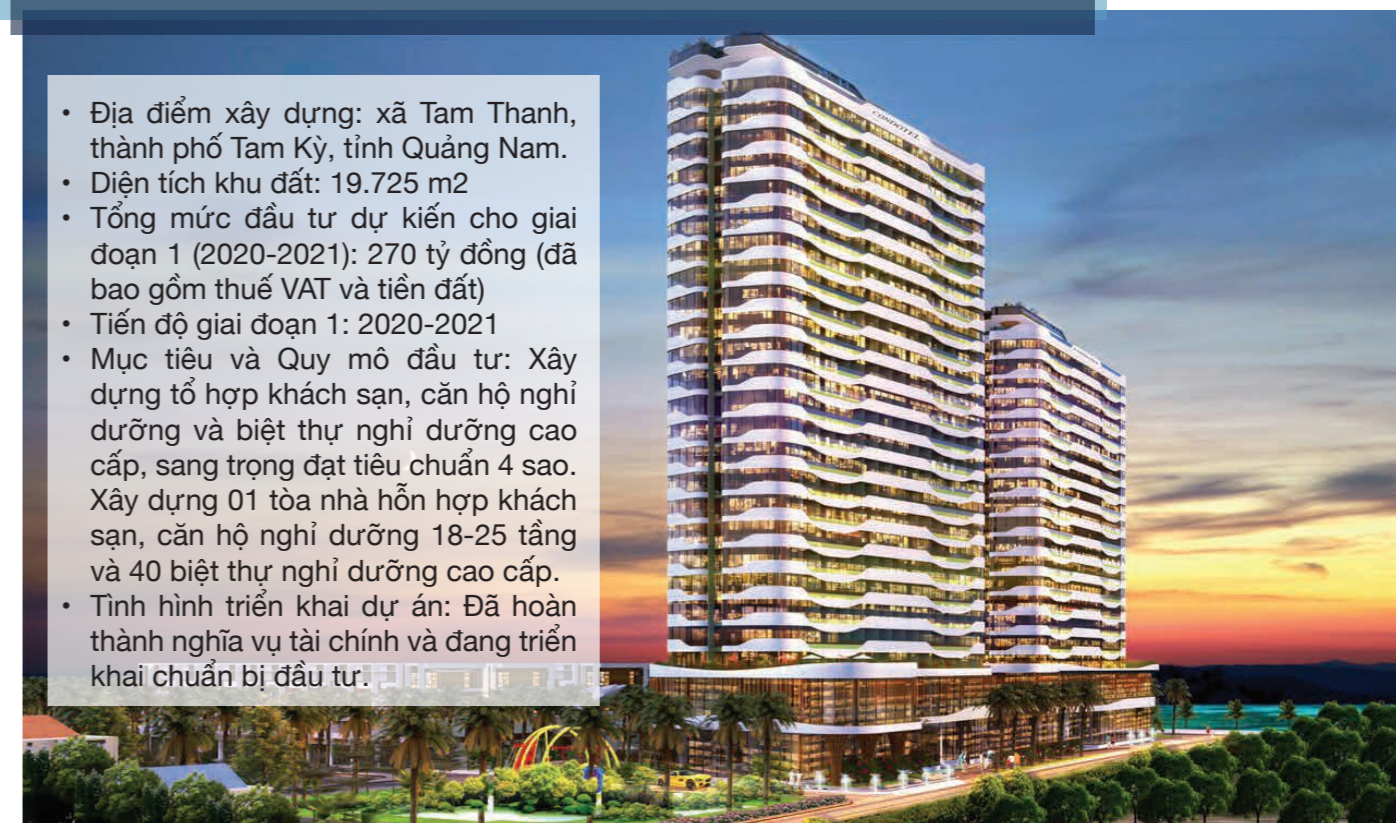 • Địa điểm xây dựng: xã Tam Thanh,
thành phố Tam Kỳ, tỉnh Quảng Nam.
• Diện tích khu đất: 19.725 m2
• Tổng mức đầu tư dự kiến cho giai
đoạn 1 (2020-2021): 270 tỷ đồng (đã
bao gồm thuế VAT và tiền đất)
• Tiến độ giai đoạn 1: 2020-2021
• Mục tiêu và Quy mô đầu tư: Xây
dựng tổ hợp khách sạn, căn hộ nghỉ
dưỡng và biệt thự nghỉ dưỡng cao
cấp, sang trọng đạt tiêu chuẩn 4 sao.
Xây dựng 01 tòa nhà hỗn hợp khách
sạn, căn hộ nghỉ dưỡng 18-25 tầng
và 40 biệt thự nghỉ dưỡng cao cấp.
• Tình hình triển khai dự án: Đã hoàn
thành nghĩa vụ tài chính và đang triển
khai chuẩn bị đầu tư.
CONDOTEL